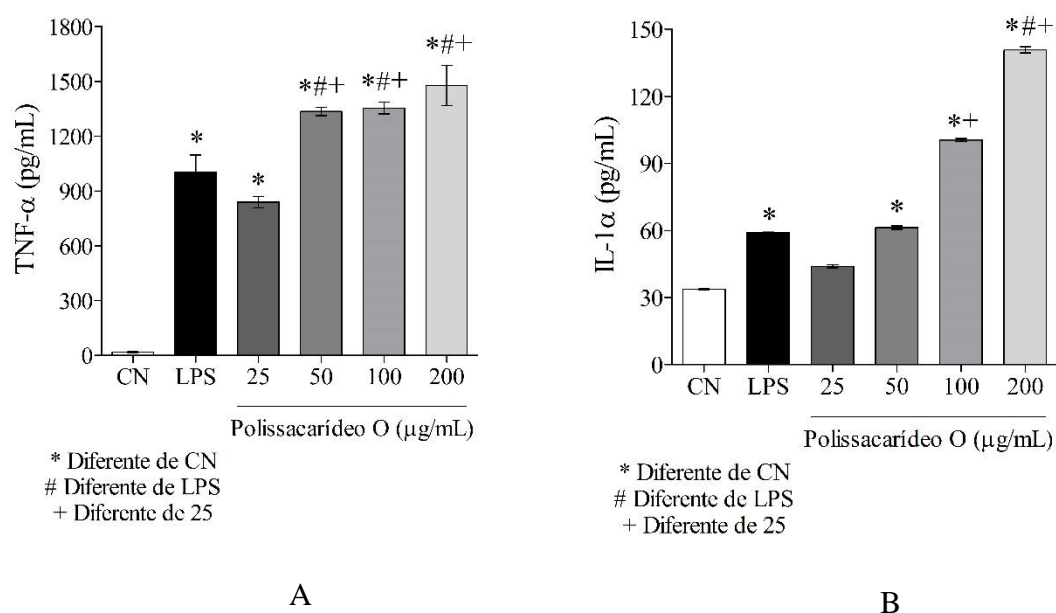 1800
1500
1200
900
600
300
0
TNF-α (pg/mL)
*
*
*#+
*#+
*#+
CN LPS 25 50 100 200
Polissacarídeo O (µg/mL)
* Diferente de CN
# Diferente de LPS
+ Diferente de 25
A
150
120
90
60
30
0
IL-1α (pg/mL)
*
*
*+
*#+
CN LPS 25 50 100 200
Polissacarídeo O (µg/mL)
* Diferente de CN
# Diferente de LPS
+ Diferente de 25
B